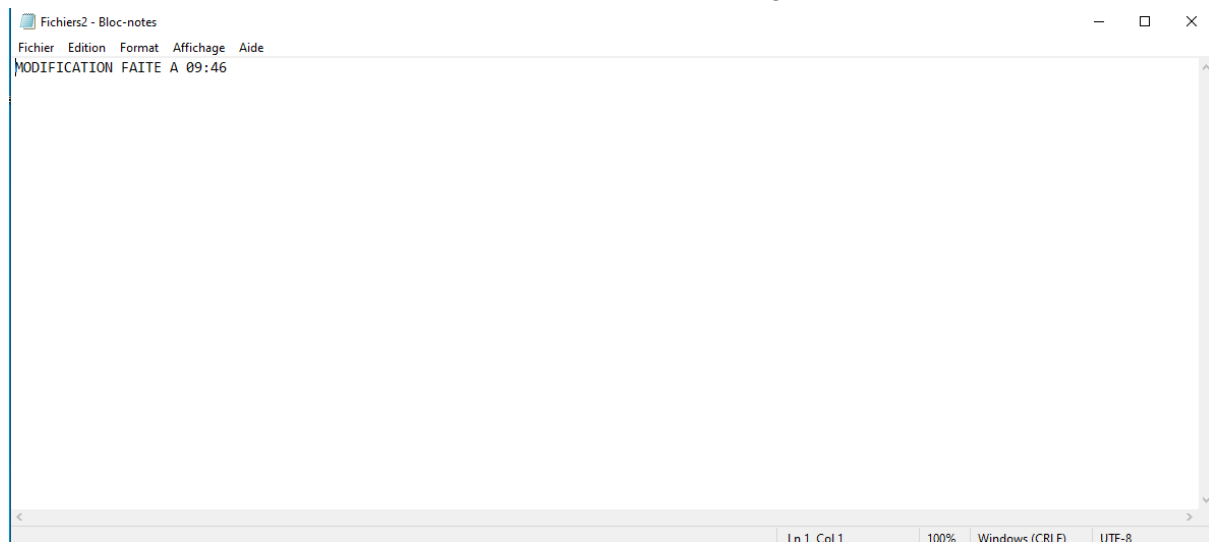 Fichiers2 - Bloc-notes
Fichier Edition Format Affichage Aide
MODIFICATION FAITE A 09:46
Ln 1, Col 1 100% Windows (CRLF) UTF-8